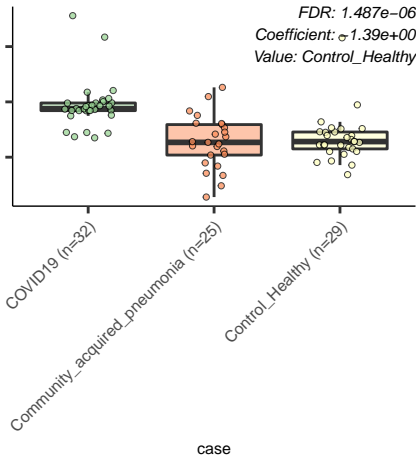 FDR: 1.487e−06
Coefficient: −1.39e+00
Value: Control_Healthy
COVID19 (n=32)
Community_acquired_pneumonia (n=25)
Control_Healthy (n=29)
case